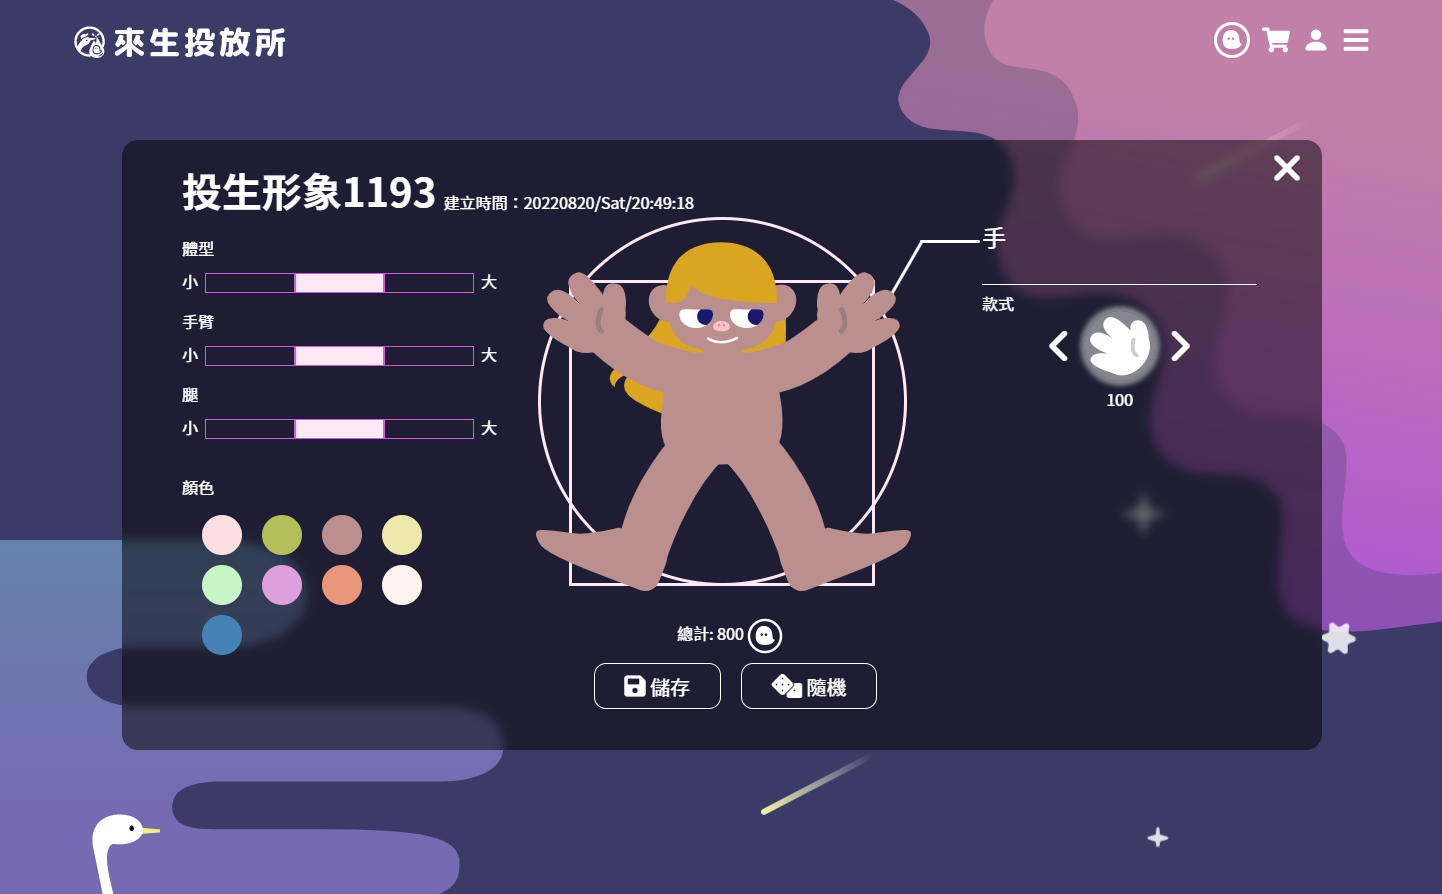 來生投放所
投生形象1193 建立時間：20220820/Sat/20:49:18
體型
小 大
手臂
小 大
腿
小 大
顏色
手
款式
100
總計: 800
儲存 隨機